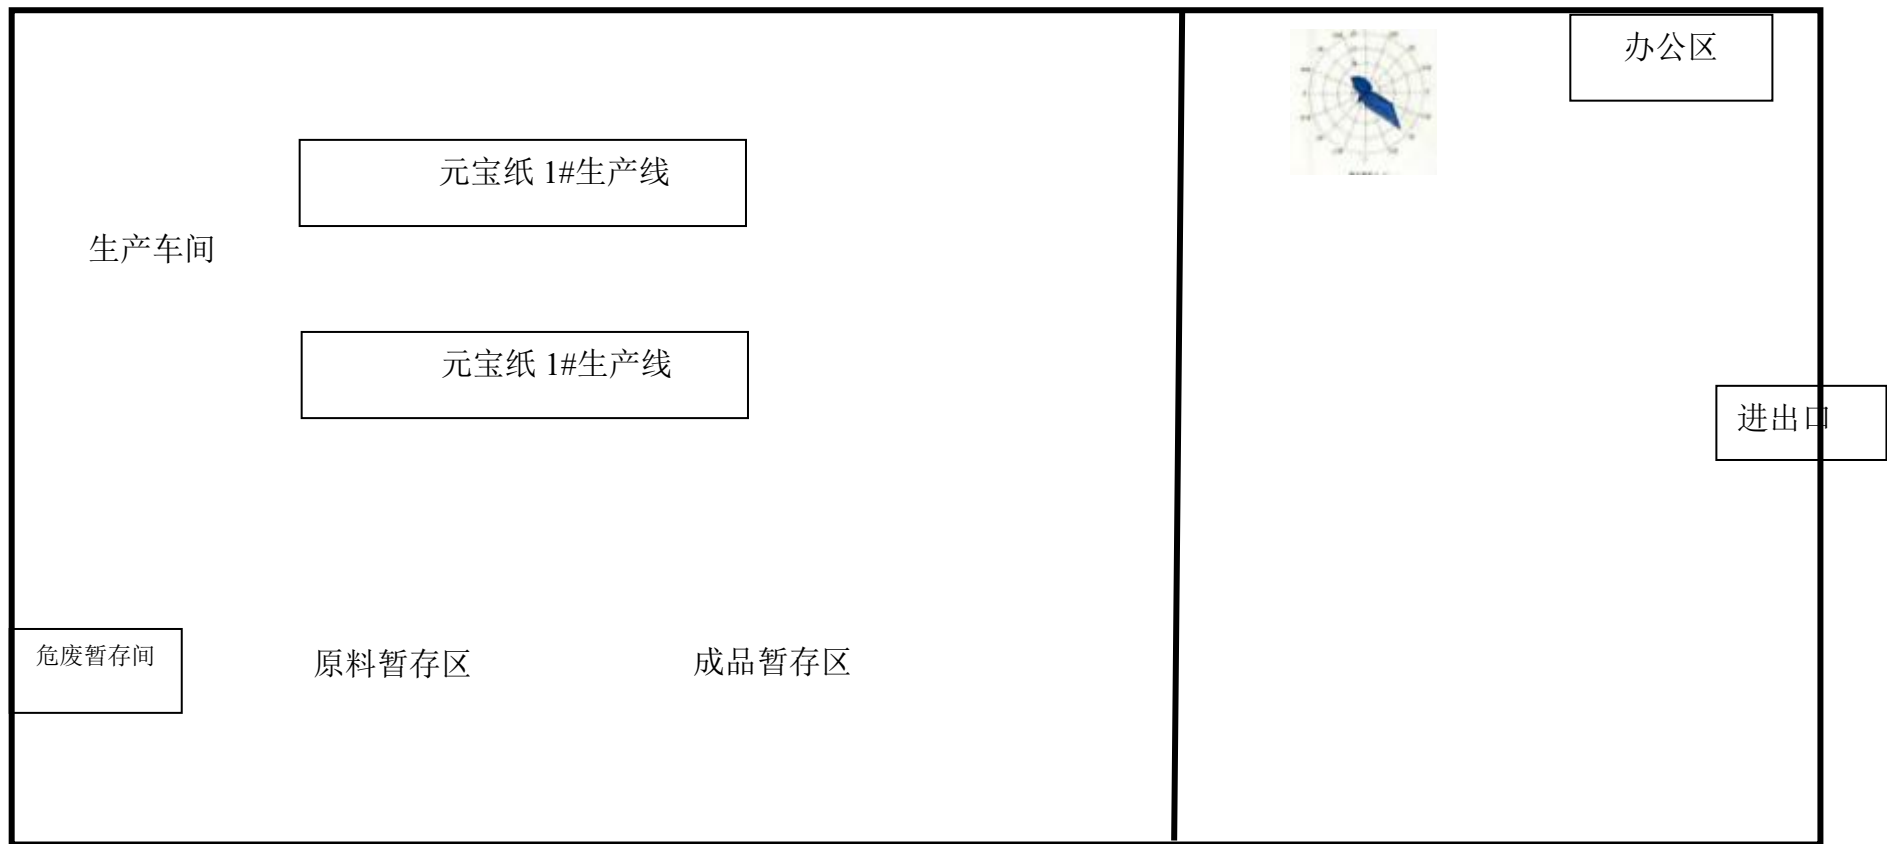 办公区
元宝纸 1#生产线
生产车间
元宝纸 1#生产线
进出口
危废暂存间
原料暂存区
成品暂存区